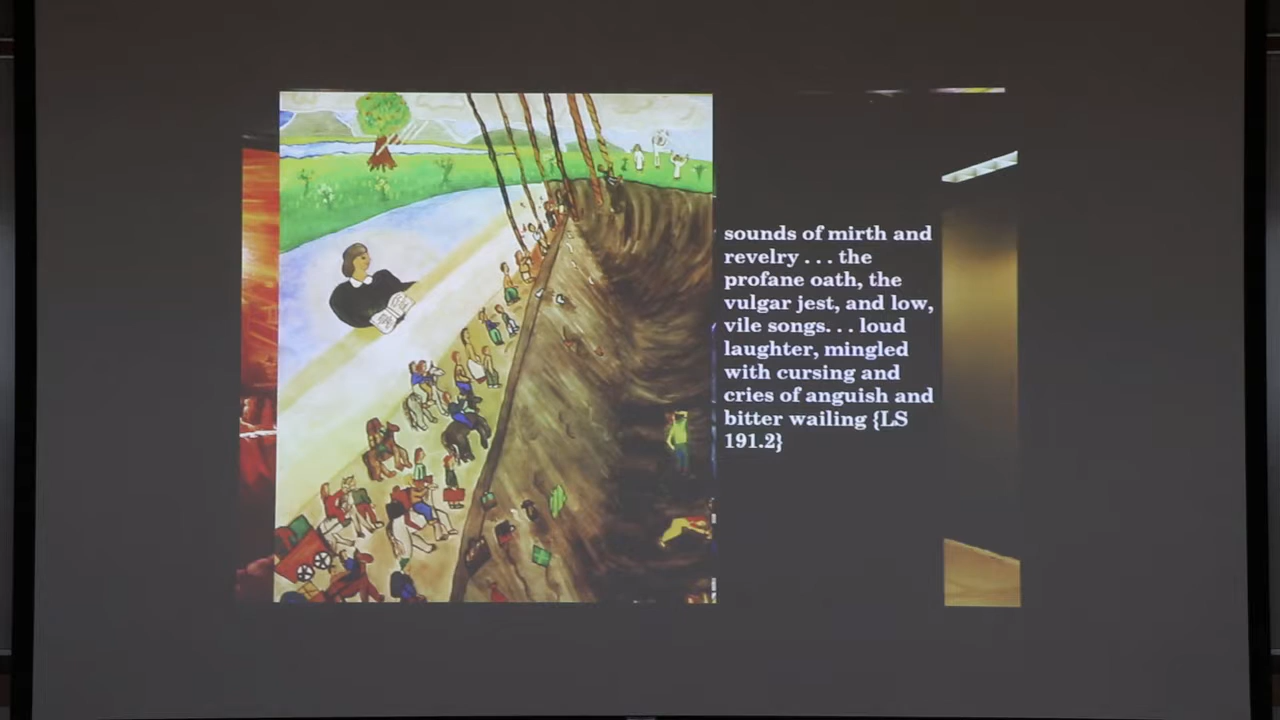 sounds of mirth and
revelry . . . the
profane oath, the
vulgar jest, and low,
vile songs. . . loud
laughter, mingled
with cursing and
cries of anguish and
bitter wailing {LS
191.2}